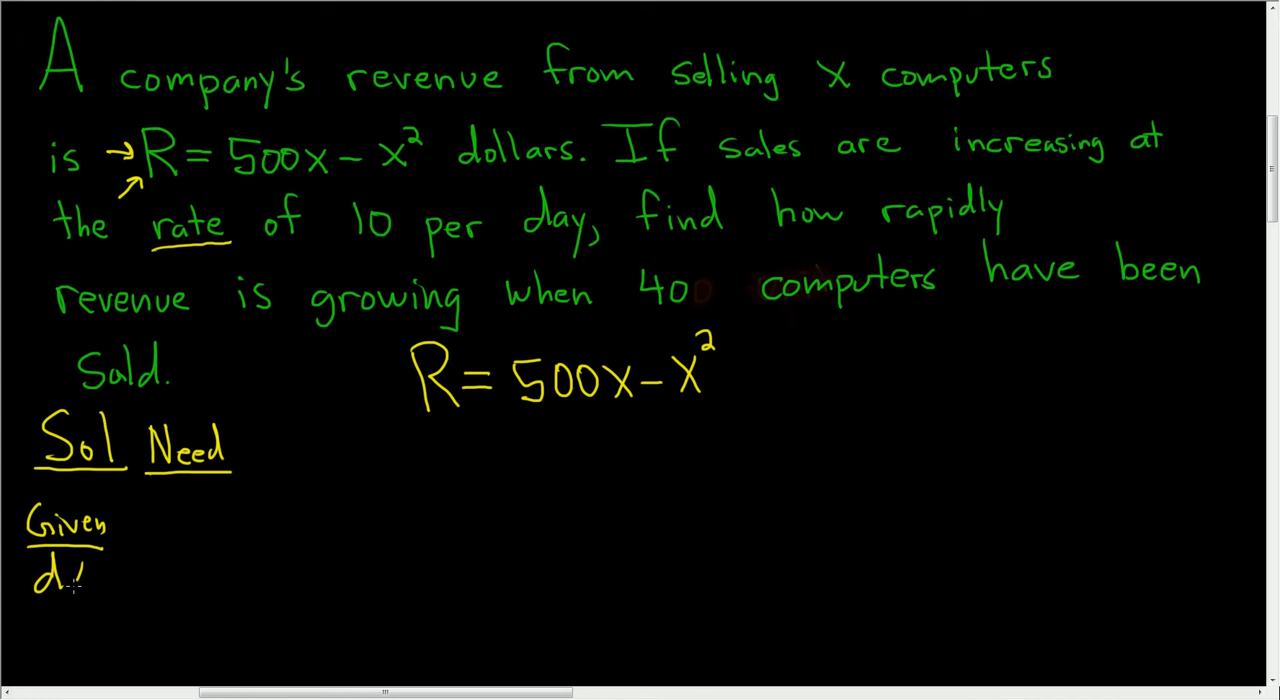 A company's revenue from selling x computers
is → R = 500x - x² dollars. If sales are increasing at
the rate of 10 per day, find how rapidly
revenue is growing when 40 computers have been
Sold.
R = 500x - x²
Sol Need
Given
d